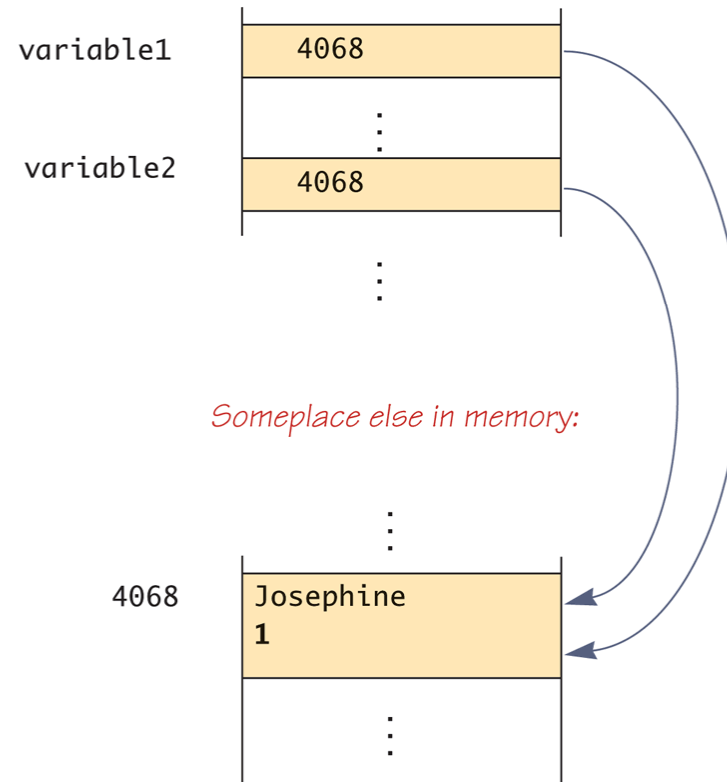 variable1 4068
variable2 4068
Someplace else in memory:
4068 Josephine
1